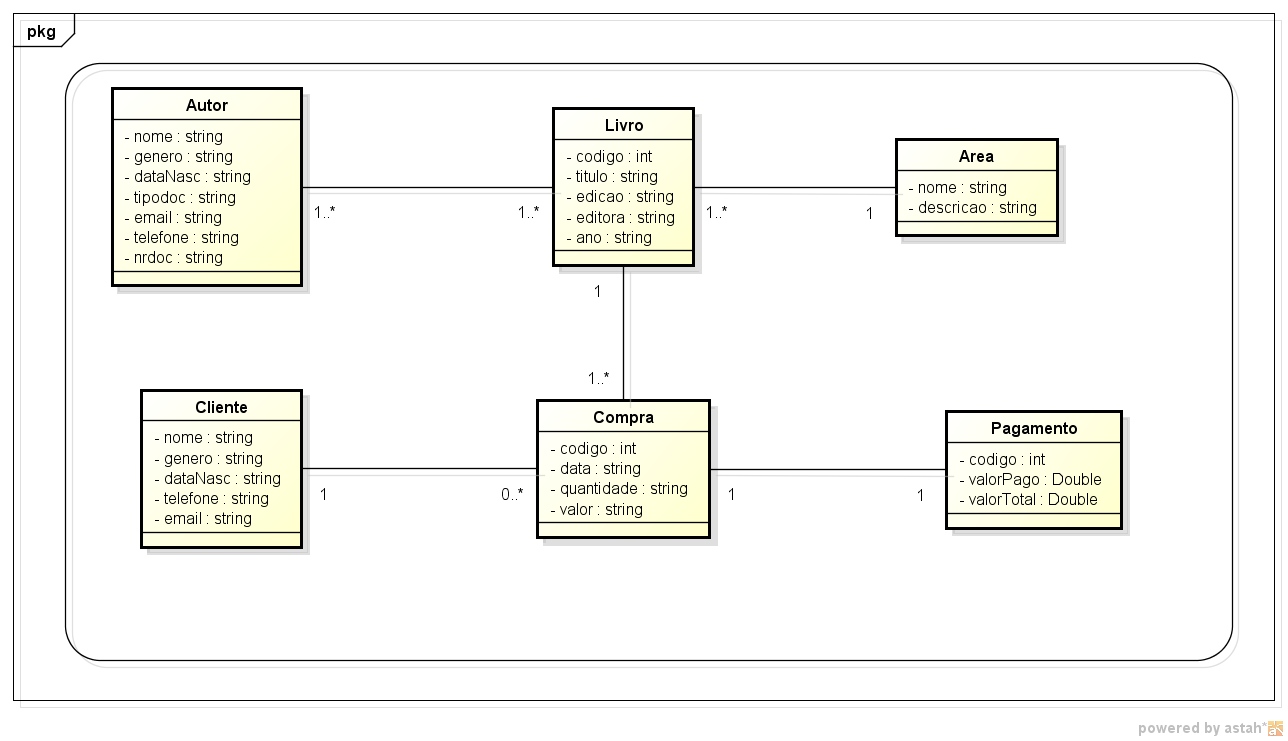 pkg
Autor
- nome : string
- genero : string
- dataNasc : string
- tipodoc : string
- email : string
- telefone : string
- nrdoc : string
Livro
- codigo : int
- titulo : string
- edicao : string
- editora : string
- ano : string
Area
- nome : string
- descricao : string
1..*
1..*
1..*
1
1
1..*
Cliente
- nome : string
- genero : string
- dataNasc : string
- telefone : string
- email : string
Compra
- codigo : int
- data : string
- quantidade : string
- valor : string
Pagamento
- codigo : int
- valorPago : Double
- valorTotal : Double
1
0..*
1
1
powered by astah*